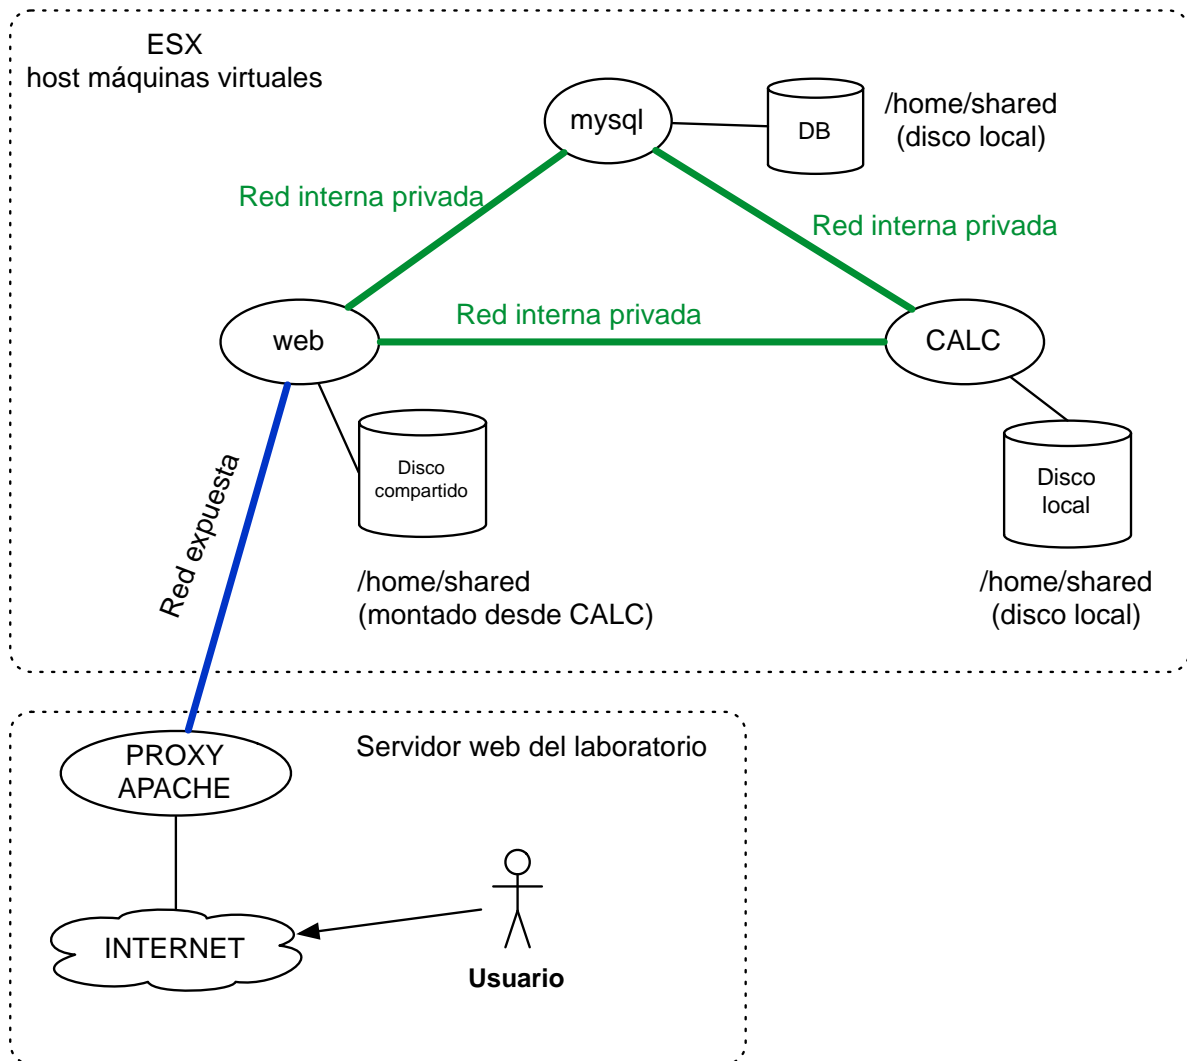 ESX
host máquinas virtuales
mysql
DB
/home/shared
(disco local)
Red interna privada
Red interna privada
Red interna privada
web
CALC
Disco
compartido
Disco
local
Red expuesta
/home/shared
(montado desde CALC)
/home/shared
(disco local)
PROXY
APACHE
Servidor web del laboratorio
INTERNET
Usuario